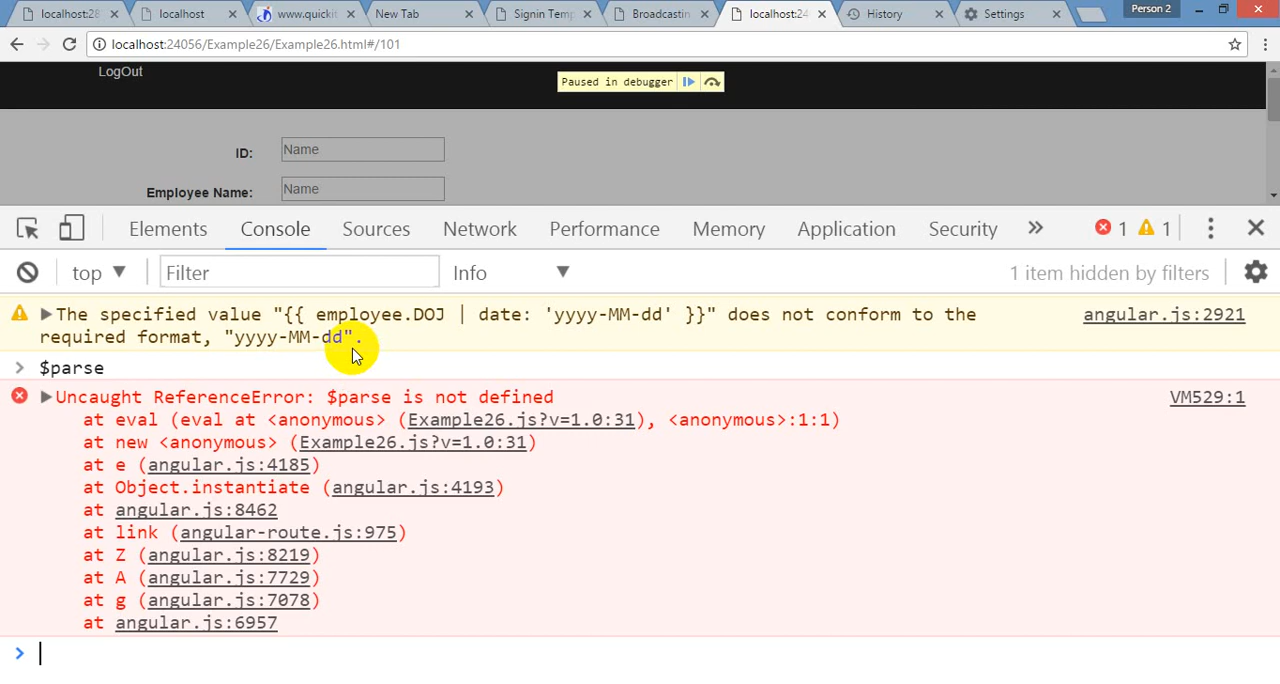 localhost:28
localhost
www.quickit
New Tab
Signin Temp
Broadcastin
localhost:24
History
Settings
Person 2
localhost:24056/Example26/Example26.html#/101
LogOut
Paused in debugger
ID: Name
Employee Name: Name
Elements Console Sources Network Performance Memory Application Security » 1 1
top Filter Info 1 item hidden by filters
The specified value "{{ employee.DOJ | date: 'yyyy-MM-dd' }}" does not conform to the angular.js:2921
required format, "yyyy-MM-dd".
> $parse
Uncaught ReferenceError: $parse is not defined VM529:1
at eval (eval at <anonymous> (Example26.js?v=1.0:31), <anonymous>:1:1)
at new <anonymous> (Example26.js?v=1.0:31)
at e (angular.js:4185)
at Object.instantiate (angular.js:4193)
at angular.js:8462
at link (angular-route.js:975)
at Z (angular.js:8219)
at A (angular.js:7729)
at g (angular.js:7078)
at angular.js:6957
>